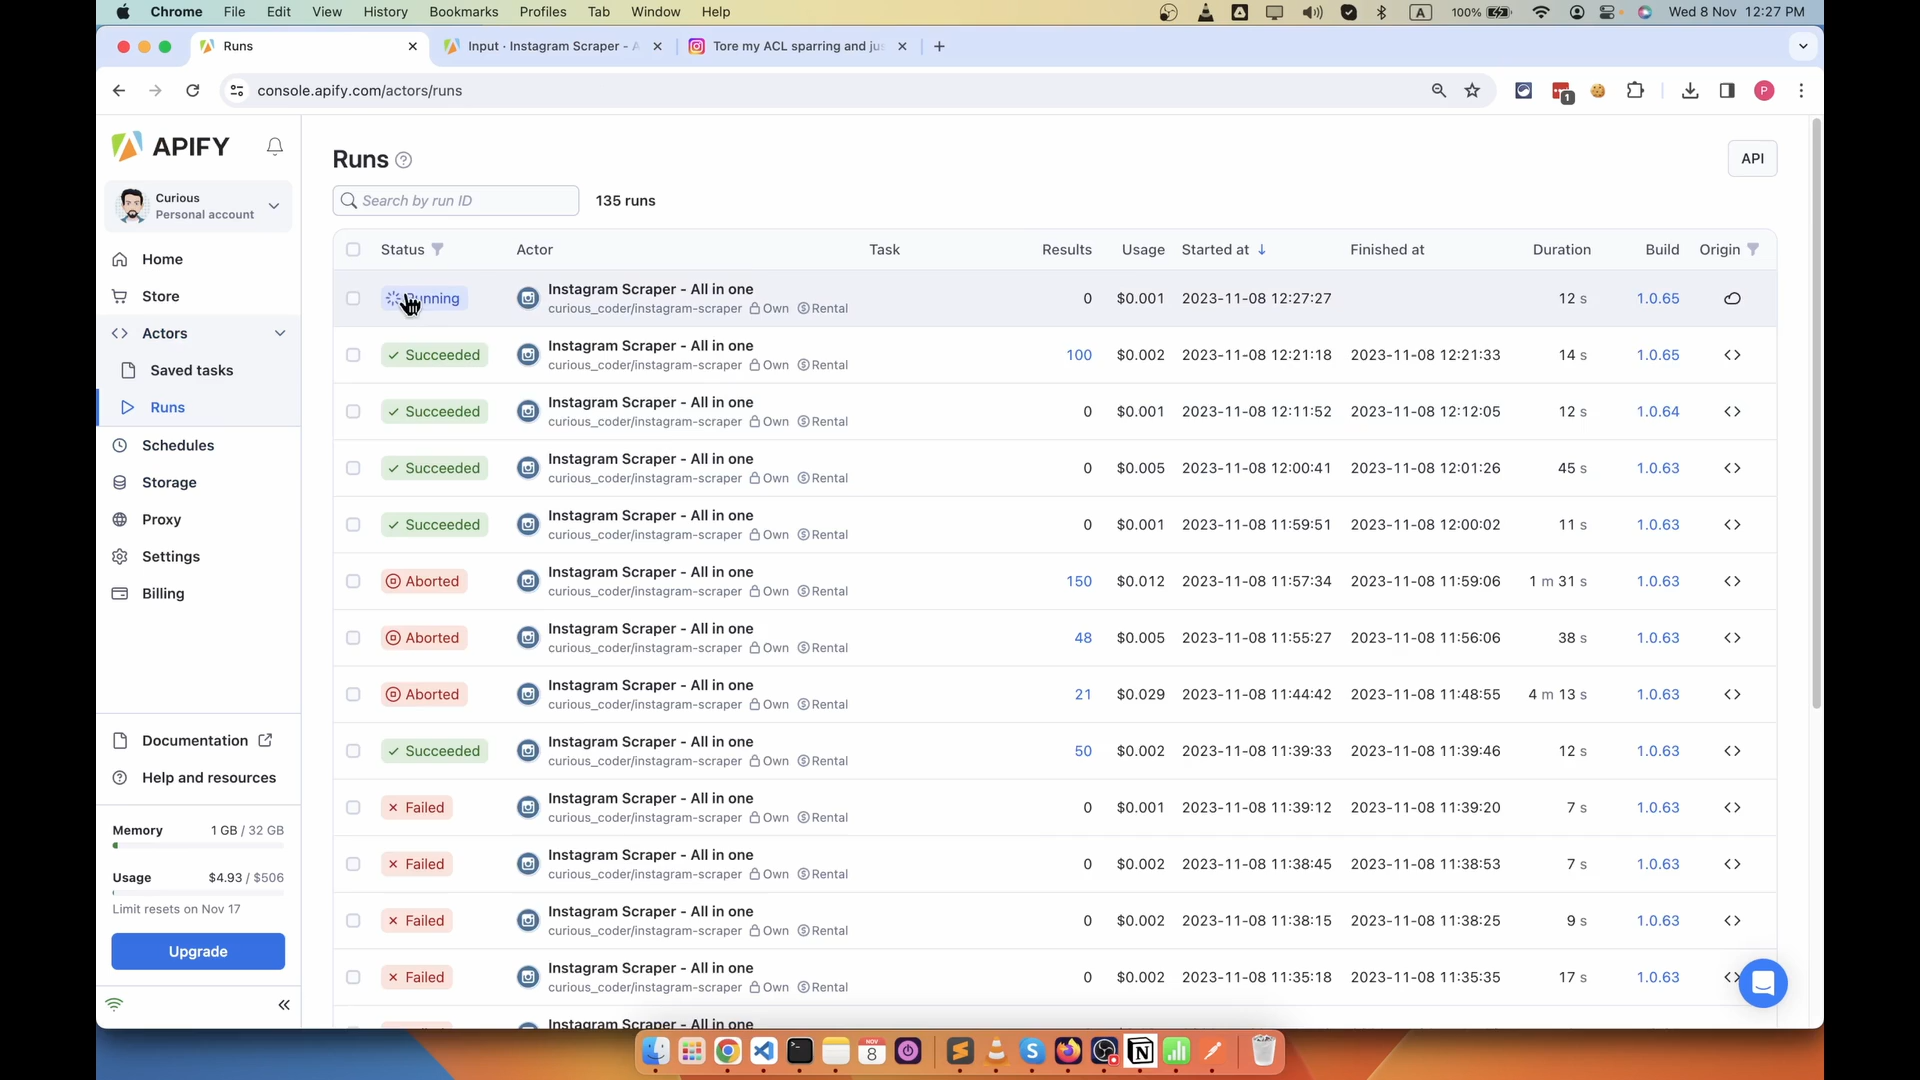 Chrome File Edit View History Bookmarks Profiles Tab Window Help A 100% Wed 8 Nov 12:27 PM
Runs Input · Instagram Scraper - A Tore my ACL sparring and ju
console.apify.com/actors/runs 1 P
APIFY
Curious
Personal account
Home
Store
Actors
Saved tasks
Runs
Schedules
Storage
Proxy
Settings
Billing
Documentation
Help and resources
Memory 1 GB / 32 GB
Usage $4.93 / $506
Limit resets on Nov 17
Upgrade
Runs API
Search by run ID 135 runs
Status Actor Task Results Usage Started at Finished at Duration Build Origin
Instagram Scraper - All in one
unning 0 $0.001 2023-11-08 12:27:27 12 s 1.0.65
curious_coder/instagram-scraper Own Rental
Instagram Scraper - All in one
Succeeded 100 $0.002 2023-11-08 12:21:18 2023-11-08 12:21:33 14 s 1.0.65
curious_coder/instagram-scraper Own Rental
Instagram Scraper - All in one
Succeeded 0 $0.001 2023-11-08 12:11:52 2023-11-08 12:12:05 12 s 1.0.64
curious_coder/instagram-scraper Own Rental
Instagram Scraper - All in one
Succeeded 0 $0.005 2023-11-08 12:00:41 2023-11-08 12:01:26 45 s 1.0.63
curious_coder/instagram-scraper Own Rental
Instagram Scraper - All in one
Succeeded 0 $0.001 2023-11-08 11:59:51 2023-11-08 12:00:02 11 s 1.0.63
curious_coder/instagram-scraper Own Rental
Instagram Scraper - All in one
Aborted 150 $0.012 2023-11-08 11:57:34 2023-11-08 11:59:06 1 m 31 s 1.0.63
curious_coder/instagram-scraper Own Rental
Instagram Scraper - All in one
Aborted 48 $0.005 2023-11-08 11:55:27 2023-11-08 11:56:06 38 s 1.0.63
curious_coder/instagram-scraper Own Rental
Instagram Scraper - All in one
Aborted 21 $0.029 2023-11-08 11:44:42 2023-11-08 11:48:55 4 m 13 s 1.0.63
curious_coder/instagram-scraper Own Rental
Instagram Scraper - All in one
Succeeded 50 $0.002 2023-11-08 11:39:33 2023-11-08 11:39:46 12 s 1.0.63
curious_coder/instagram-scraper Own Rental
Instagram Scraper - All in one
Failed 0 $0.001 2023-11-08 11:39:12 2023-11-08 11:39:20 7 s 1.0.63
curious_coder/instagram-scraper Own Rental
Instagram Scraper - All in one
Failed 0 $0.002 2023-11-08 11:38:45 2023-11-08 11:38:53 7 s 1.0.63
curious_coder/instagram-scraper Own Rental
Instagram Scraper - All in one
Failed 0 $0.002 2023-11-08 11:38:15 2023-11-08 11:38:25 9 s 1.0.63
curious_coder/instagram-scraper Own Rental
Instagram Scraper - All in one
Failed 0 $0.002 2023-11-08 11:35:18 2023-11-08 11:35:35 17 s 1.0.63
curious_coder/instagram-scraper Own Rental
Instagram Scraper - All in one
NOV
8